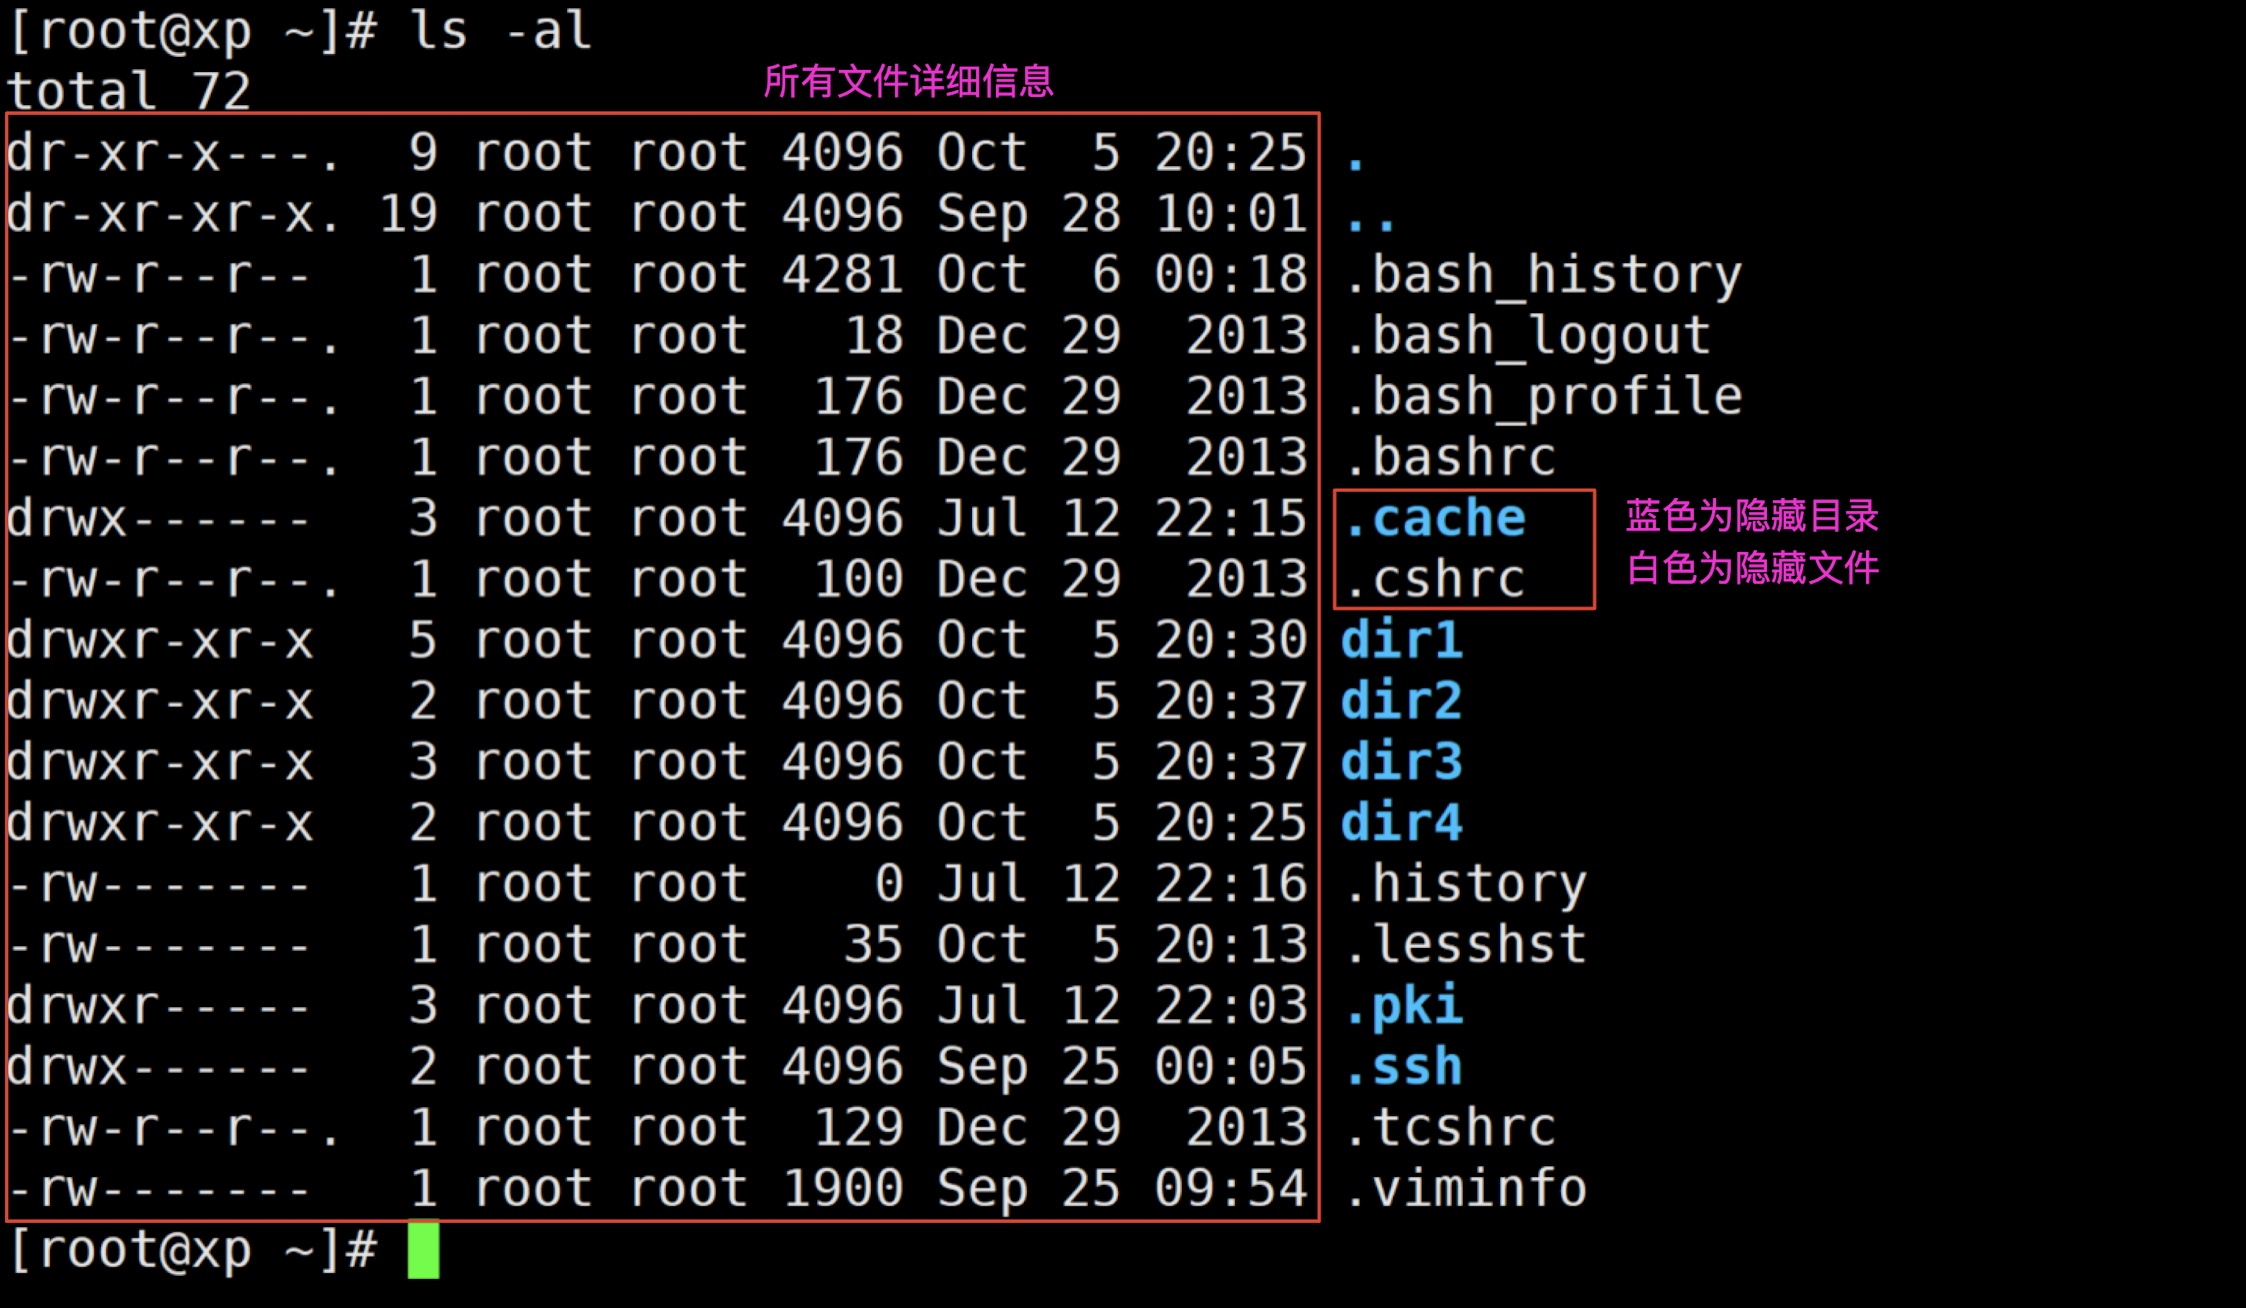 [root@xp ~]# ls -al
total 72
所有文件详细信息
dr-xr-x---.  9 root root 4096 Oct  5 20:25 .
dr-xr-xr-x. 19 root root 4096 Sep 28 10:01 ..
-rw-r--r--   1 root root 4281 Oct  6 00:18 .bash_history
-rw-r--r--.  1 root root   18 Dec 29  2013 .bash_logout
-rw-r--r--.  1 root root  176 Dec 29  2013 .bash_profile
-rw-r--r--.  1 root root  176 Dec 29  2013 .bashrc
drwx------   3 root root 4096 Jul 12 22:15 .cache 蓝色为隐藏目录
-rw-r--r--.  1 root root  100 Dec 29  2013 .cshrc 白色为隐藏文件
drwxr-xr-x   5 root root 4096 Oct  5 20:30 dir1
drwxr-xr-x   2 root root 4096 Oct  5 20:37 dir2
drwxr-xr-x   3 root root 4096 Oct  5 20:37 dir3
drwxr-xr-x   2 root root 4096 Oct  5 20:25 dir4
-rw-------   1 root root    0 Jul 12 22:16 .history
-rw-------   1 root root   35 Oct  5 20:13 .lesshst
drwxr-----   3 root root 4096 Jul 12 22:03 .pki
drwx------   2 root root 4096 Sep 25 00:05 .ssh
-rw-r--r--.  1 root root  129 Dec 29  2013 .tcshrc
-rw-------   1 root root 1900 Sep 25 09:54 .viminfo
[root@xp ~]#